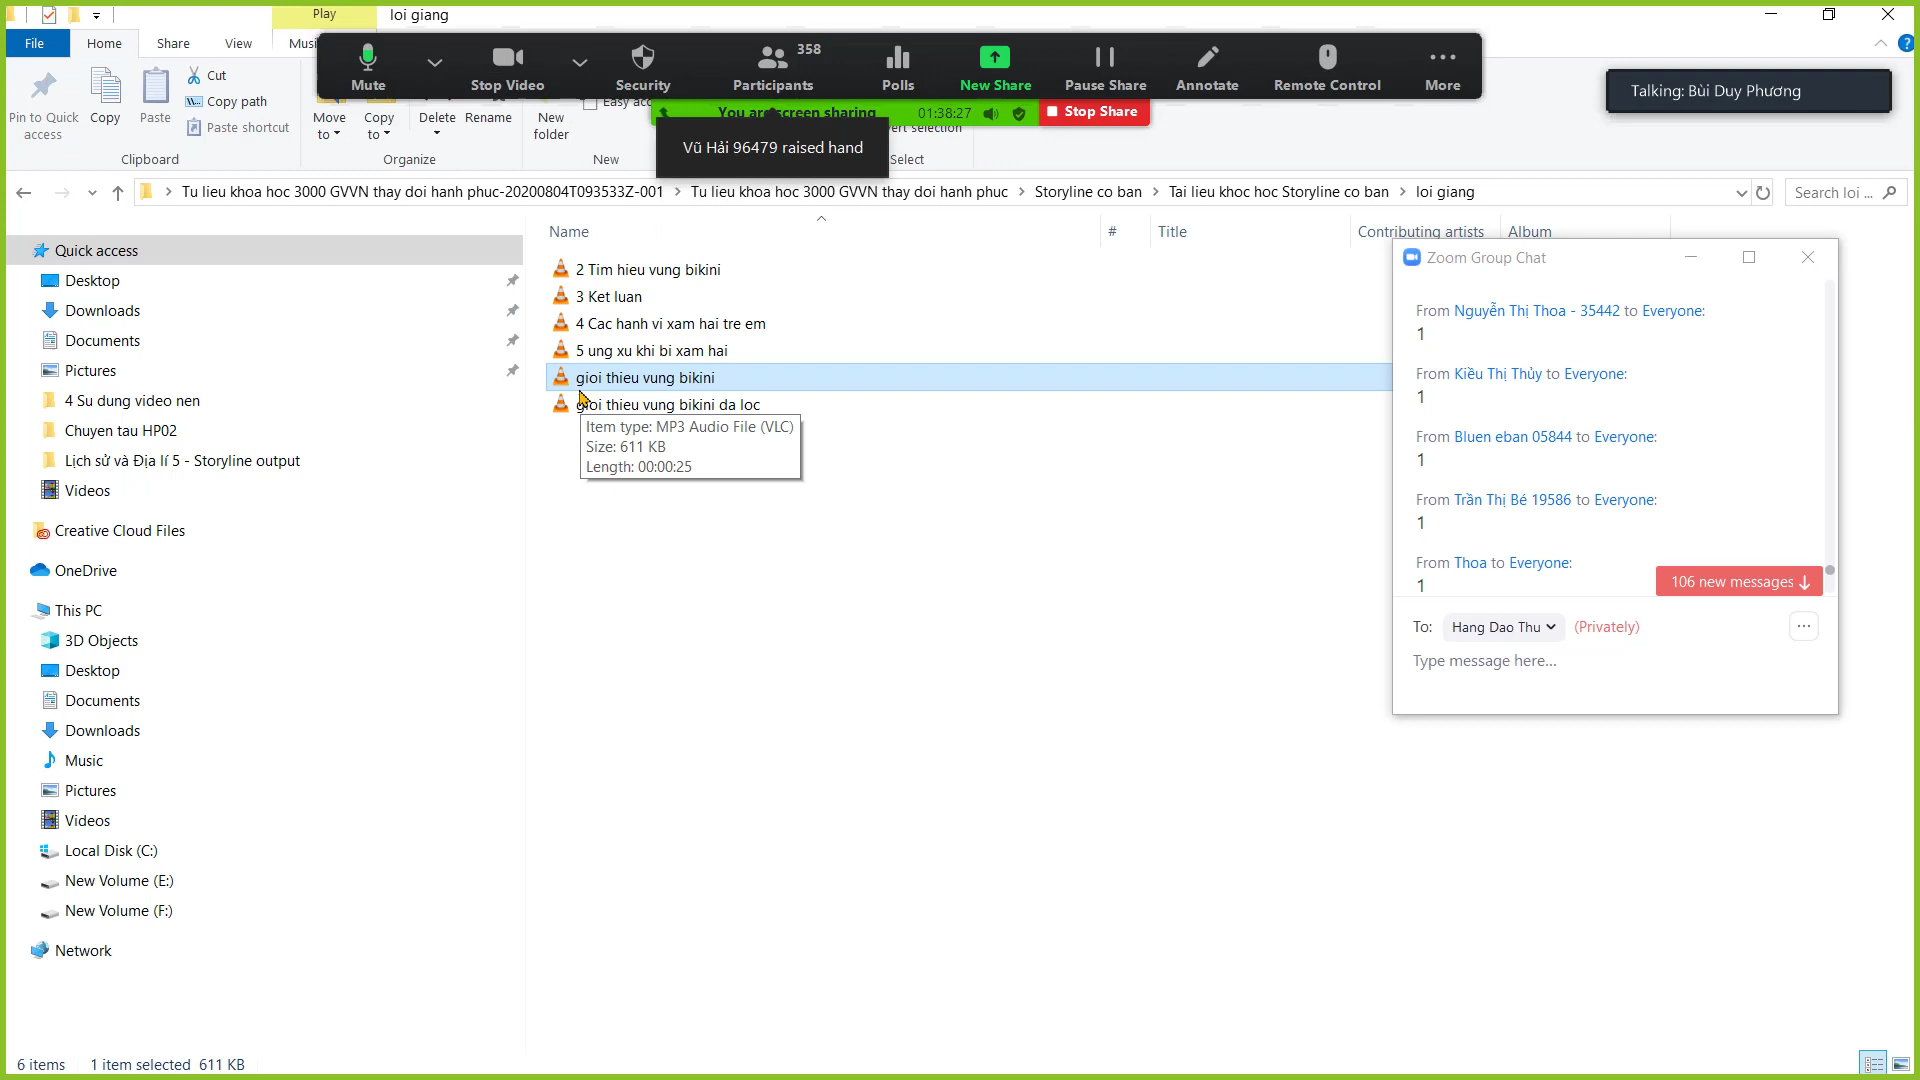 Play
loi giang
File
Home
Share
View
Mute
Stop Video
Security
358
Participants
Polls
New Share
Pause Share
Annotate
Remote Control
More
You are screen sharing
01:38:27
Stop Share
Vũ Hải 96479 raised hand
Talking: Bùi Duy Phương
Pin to Quick
access
Copy
Paste
Cut
Copy path
Paste shortcut
Clipboard
Move
to
Copy
to
Delete
Rename
Organize
New
folder
Easy acc
New
ert selection
Select
Tu lieu khoa hoc 3000 GVVN thay doi hanh phuc-20200804T093533Z-001
Tu lieu khoa hoc 3000 GVVN thay doi hanh phuc
Storyline co ban
Tai lieu khoc hoc Storyline co ban
loi giang
Search loi ...
Quick access
Desktop
Downloads
Documents
Pictures
4 Su dung video nen
Chuyen tau HP02
Lịch sử và Địa lí 5 - Storyline output
Videos
Creative Cloud Files
OneDrive
This PC
3D Objects
Desktop
Documents
Downloads
Music
Pictures
Videos
Local Disk (C:)
New Volume (E:)
New Volume (F:)
Network
Name
#
Title
Contributing artists
Album
2 Tim hieu vung bikini
3 Ket luan
4 Cac hanh vi xam hai tre em
5 ung xu khi bi xam hai
gioi thieu vung bikini
gioi thieu vung bikini da loc
Item type: MP3 Audio File (VLC)
Size: 611 KB
Length: 00:00:25
Zoom Group Chat
From Nguyễn Thị Thoa - 35442 to Everyone:
1
From Kiều Thị Thủy to Everyone:
1
From Bluen eban 05844 to Everyone:
1
From Trần Thị Bé 19586 to Everyone:
1
From Thoa to Everyone:
1
106 new messages
To: Hang Dao Thu (Privately)
Type message here...
6 items
1 item selected 611 KB